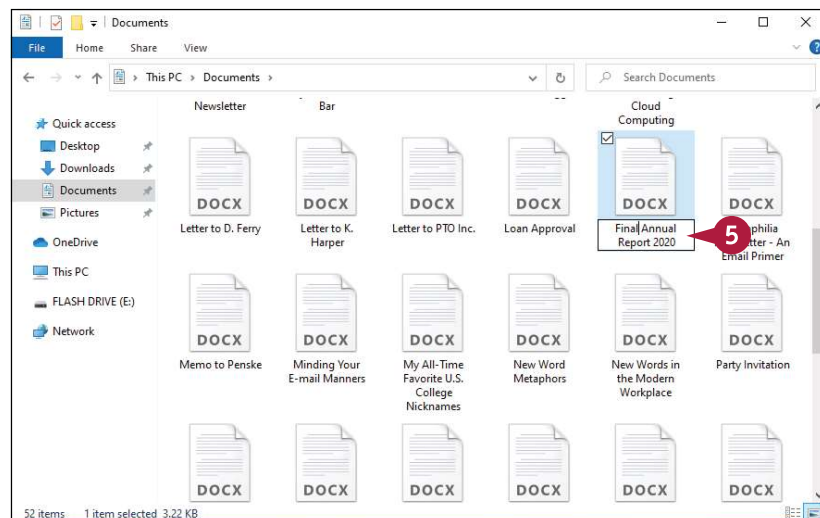 Documents
File Home Share View
This PC > Documents >
Search Documents
Quick access
Desktop
Downloads
Documents
Pictures
OneDrive
This PC
FLASH DRIVE (E:)
Network
Newsletter
Bar
Cloud
Computing
DOCX DOCX DOCX DOCX DOCX DOCX
Letter to D. Ferry
Letter to K.
Harper
Letter to PTO Inc.
Loan Approval
Final Annual
Report 2020
5
- An
Email Primer
DOCX DOCX DOCX DOCX DOCX DOCX
Memo to Penske
Minding Your
E-mail Manners
My All-Time
Favorite U.S.
College
Nicknames
New Word
Metaphors
New Words in
the Modern
Workplace
Party Invitation
DOCX DOCX DOCX DOCX DOCX DOCX
52 items 1 item selected 3.22 KB